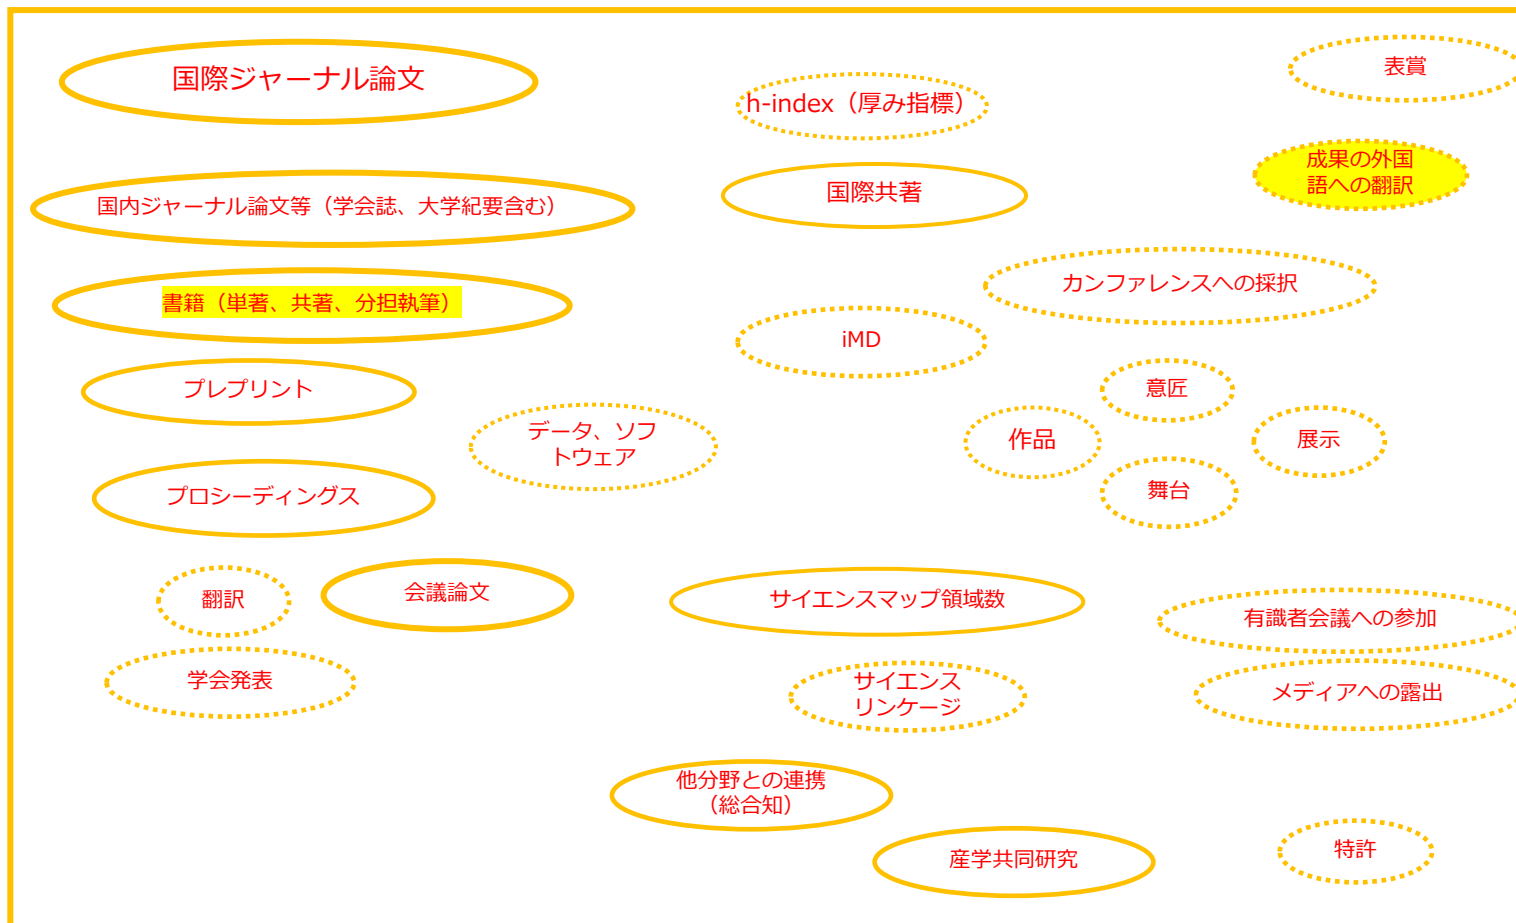 国際ジャーナル論文
表賞
h-index（厚み指標）
成果の外国
語への翻訳
国際共著
国内ジャーナル論文等（学会誌、大学紀要含む）
カンファレンスへの採択
書籍（単著、共著、分担執筆）
iMD
プレプリント
意匠
データ、ソフ
トウェア
作品
展示
プロシーディングス
舞台
翻訳
会議論文
サイエンスマップ領域数
有識者会議への参加
学会発表
サイエンス
リンケージ
メディアへの露出
他分野との連携
（総合知）
産学共同研究
特許